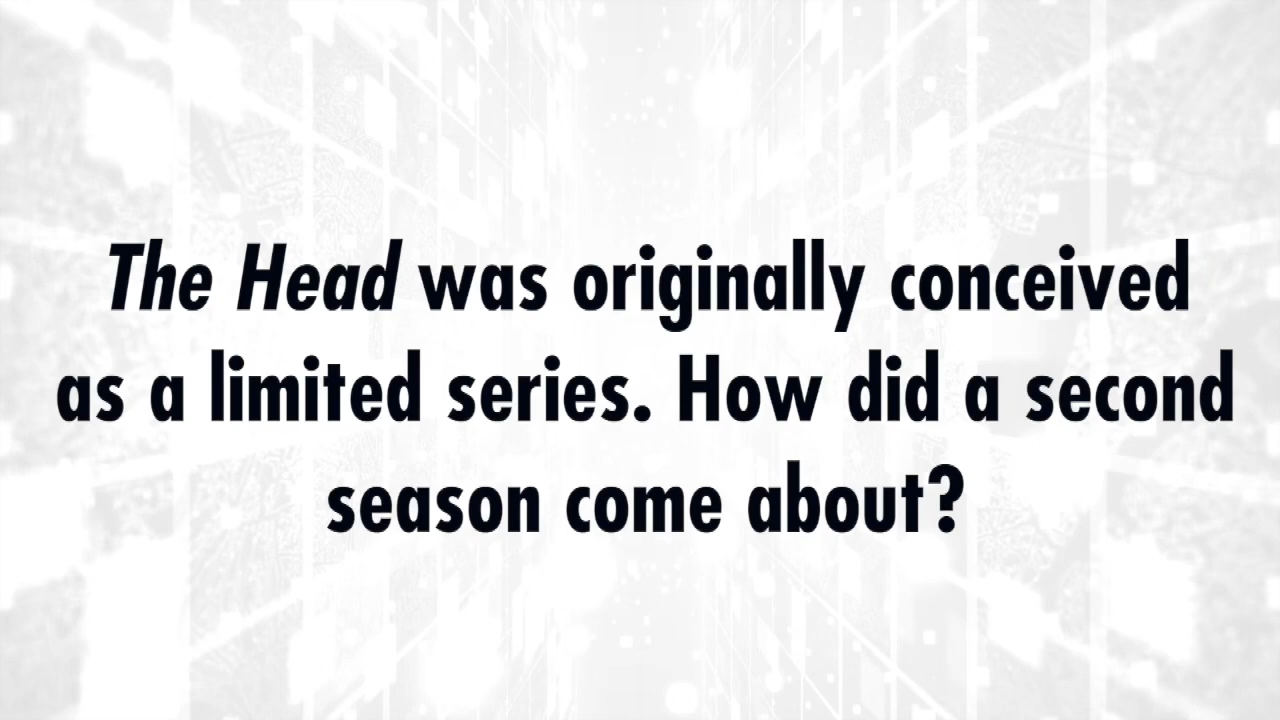 The Head was originally conceived
as a limited series. How did a second
season come about?